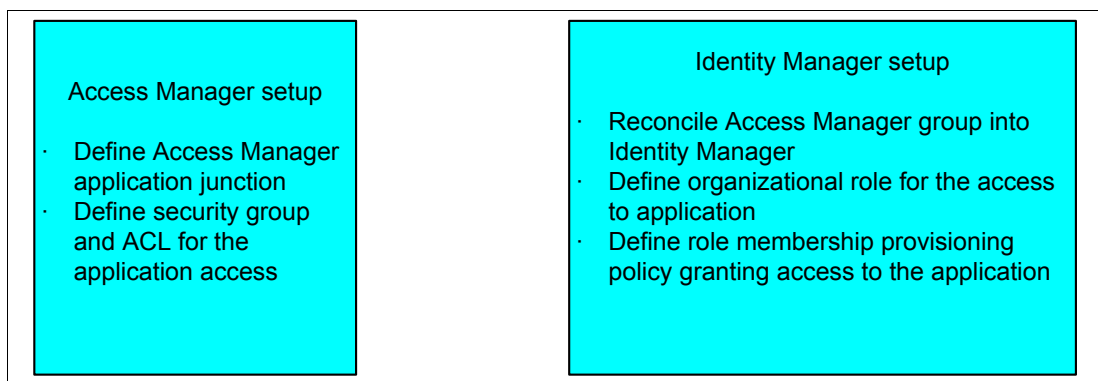 Access Manager setup
· Define Access Manager
application junction
· Define security group
and ACL for the
application access
Identity Manager setup
· Reconcile Access Manager group into
Identity Manager
· Define organizational role for the access
to application
· Define role membership provisioning
policy granting access to the application